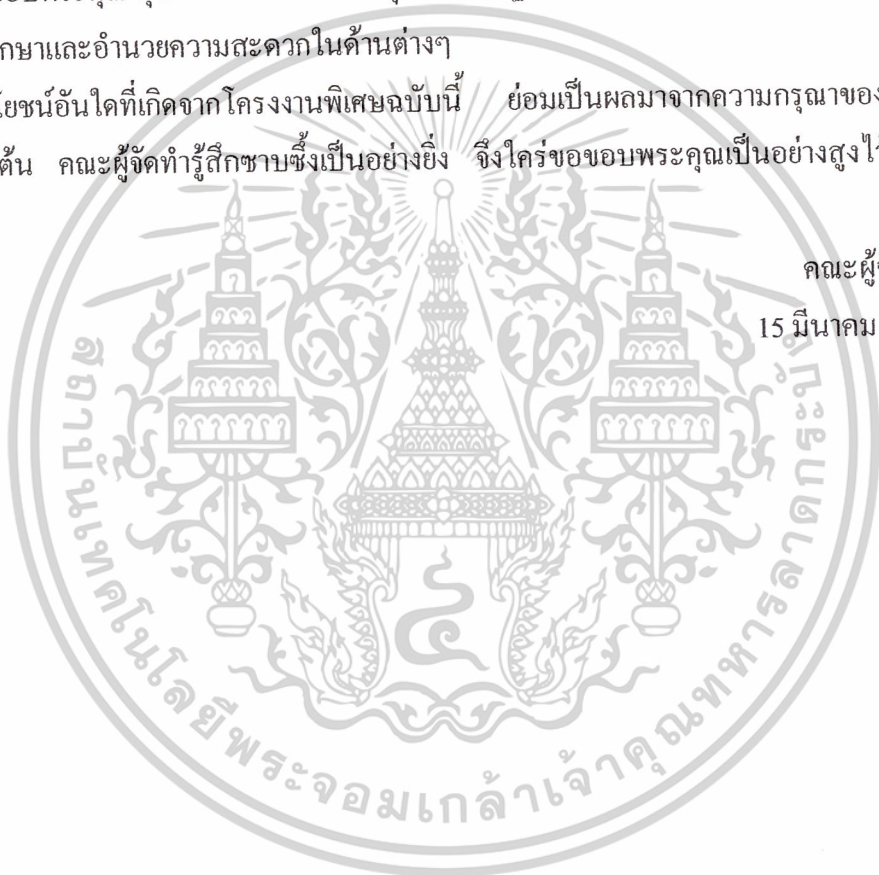 กษาและอำนวยความสะดวกในด้านต่างๆ
โยชน์อันใดที่เกิดจากโครงงานพิเศษฉบับนี้ ย่อมเป็นผลมาจากความกรุณาของ
ต้น คณะผู้จัดทำรู้สึกซาบซึ้งเป็นอย่างยิ่ง จึงใคร่ขอขอบพระคุณเป็นอย่างสูงไว้
คณะผู้
15 มีนาคม
สถาบันเทคโนโลยีพระจอมเกล้าเจ้าคุณทหารลาดกระบัง
๔